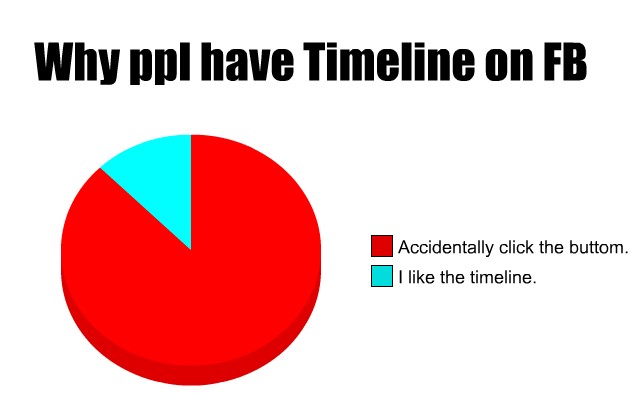 Why ppl have Timeline on FB
Accidentally click the buttom.
I like the timeline.